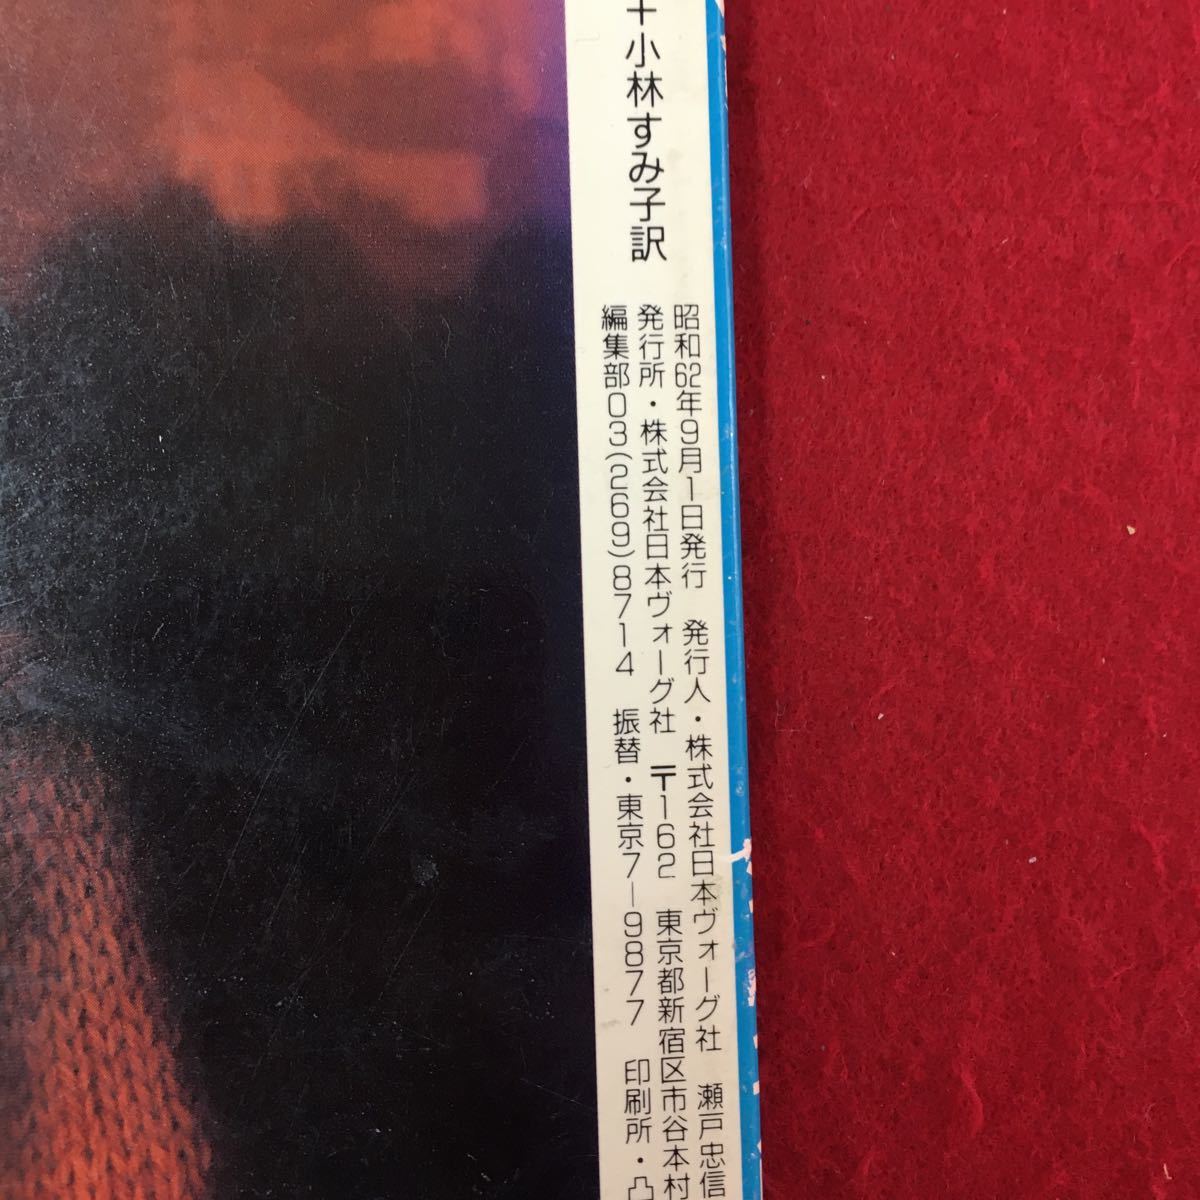 ＋小林すみ子訳
昭和62年9月1日発行　発行人・株式会社日本ヴォーグ社　瀬戸忠信
発行所・株式会社日本ヴォーグ社　〒162　東京都新宿区市谷本村
編集部03(269)8714　振替・東京7—9877　印刷所・凸